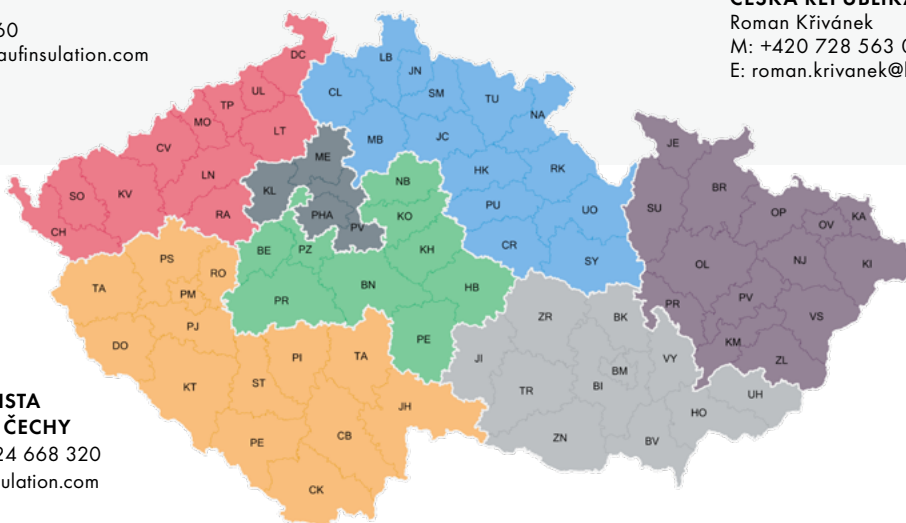 60
aufinsulation.com
Roman Křivánek
M: +420 728 563 0
E: roman.krivanek@
DC
LB
JN
UL
CL
SM
TP
TU
MO
NA
LT
MB
JC
JE
CV
ME
LN
HK
RK
BR
KL
NB
SO
KV
PU
UO
SU
OP
KA
RA
PHA
KO
OV
PV
CH
BE
PZ
KH
CR
SY
OL
NJ
KI
PS
RO
TA
PM
PR
BN
HB
PR
PV
VS
PJ
ZR
BK
DO
PE
KM
JI
VY
ZL
PI
TA
BM
KT
ST
TR
BI
UH
JH
HO
ISTA
ČECHY
24 668 320
sulation.com
PE
CB
ZN
BV
CK